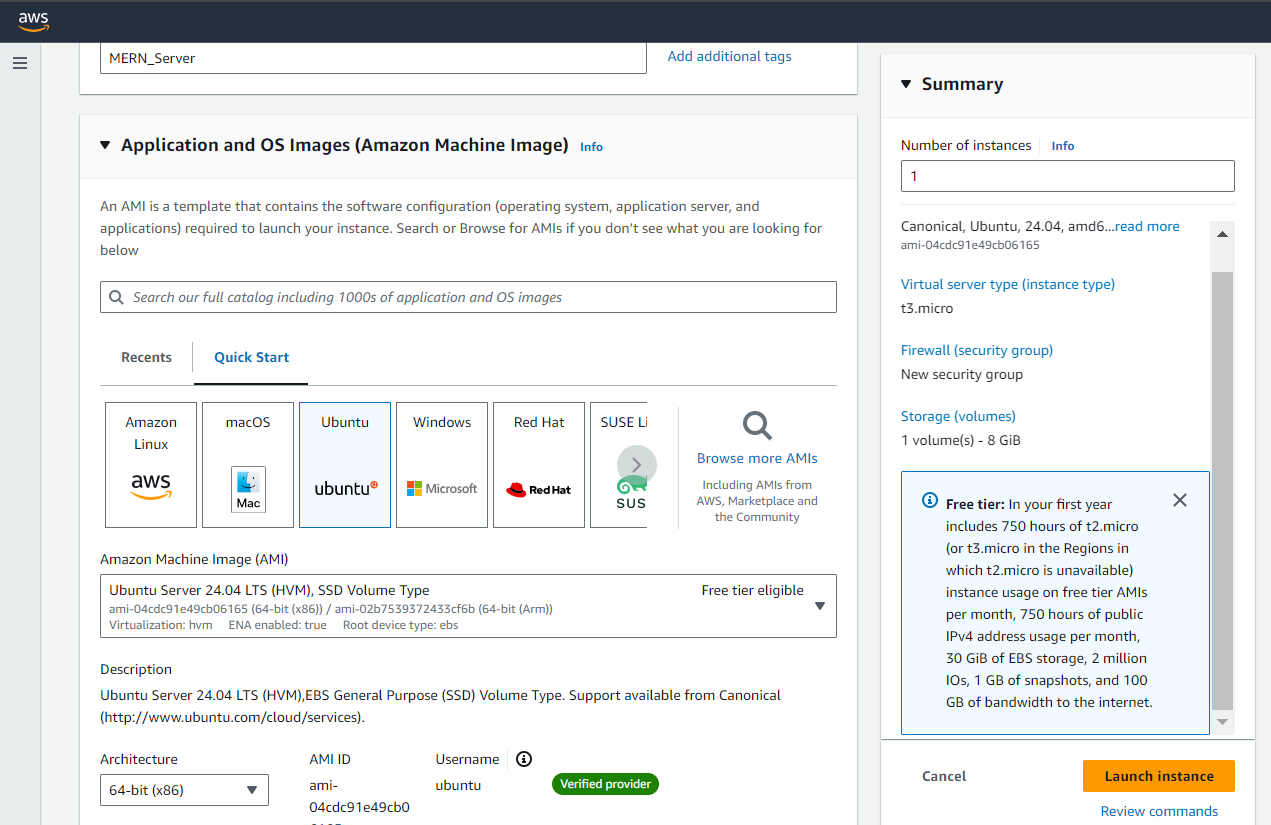 aws
MERN_Server
Add additional tags
Application and OS Images (Amazon Machine Image) Info
An AMI is a template that contains the software configuration (operating system, application server, and
applications) required to launch your instance. Search or Browse for AMIs if you don't see what you are looking for
below
Search our full catalog including 1000s of application and OS images
Recents
Quick Start
Amazon
Linux
aws
macOS
Mac
Ubuntu
ubuntu
Windows
Microsoft
Red Hat
Red Hat
SUSE Li
SUS
Browse more AMIs
Including AMIs from
AWS, Marketplace and
the Community
Amazon Machine Image (AMI)
Ubuntu Server 24.04 LTS (HVM), SSD Volume Type
Free tier eligible
ami-04cdc91e49cb06165 (64-bit (x86)) / ami-02b7539372433cf6b (64-bit (Arm))
Virtualization: hvm ENA enabled: true Root device type: ebs
Description
Ubuntu Server 24.04 LTS (HVM),EBS General Purpose (SSD) Volume Type. Support available from Canonical
(http://www.ubuntu.com/cloud/services).
Architecture
64-bit (x86)
AMI ID
ami-
04cdc91e49cb0
Username
ubuntu
Verified provider
Summary
Number of instances Info
1
Canonical, Ubuntu, 24.04, amd6...read more
ami-04cdc91e49cb06165
Virtual server type (instance type)
t3.micro
Firewall (security group)
New security group
Storage (volumes)
1 volume(s) - 8 GiB
Free tier: In your first year
includes 750 hours of t2.micro
(or t3.micro in the Regions in
which t2.micro is unavailable)
instance usage on free tier AMIs
per month, 750 hours of public
IPv4 address usage per month,
30 GiB of EBS storage, 2 million
IOs, 1 GB of snapshots, and 100
GB of bandwidth to the internet.
Cancel
Launch instance
Review commands